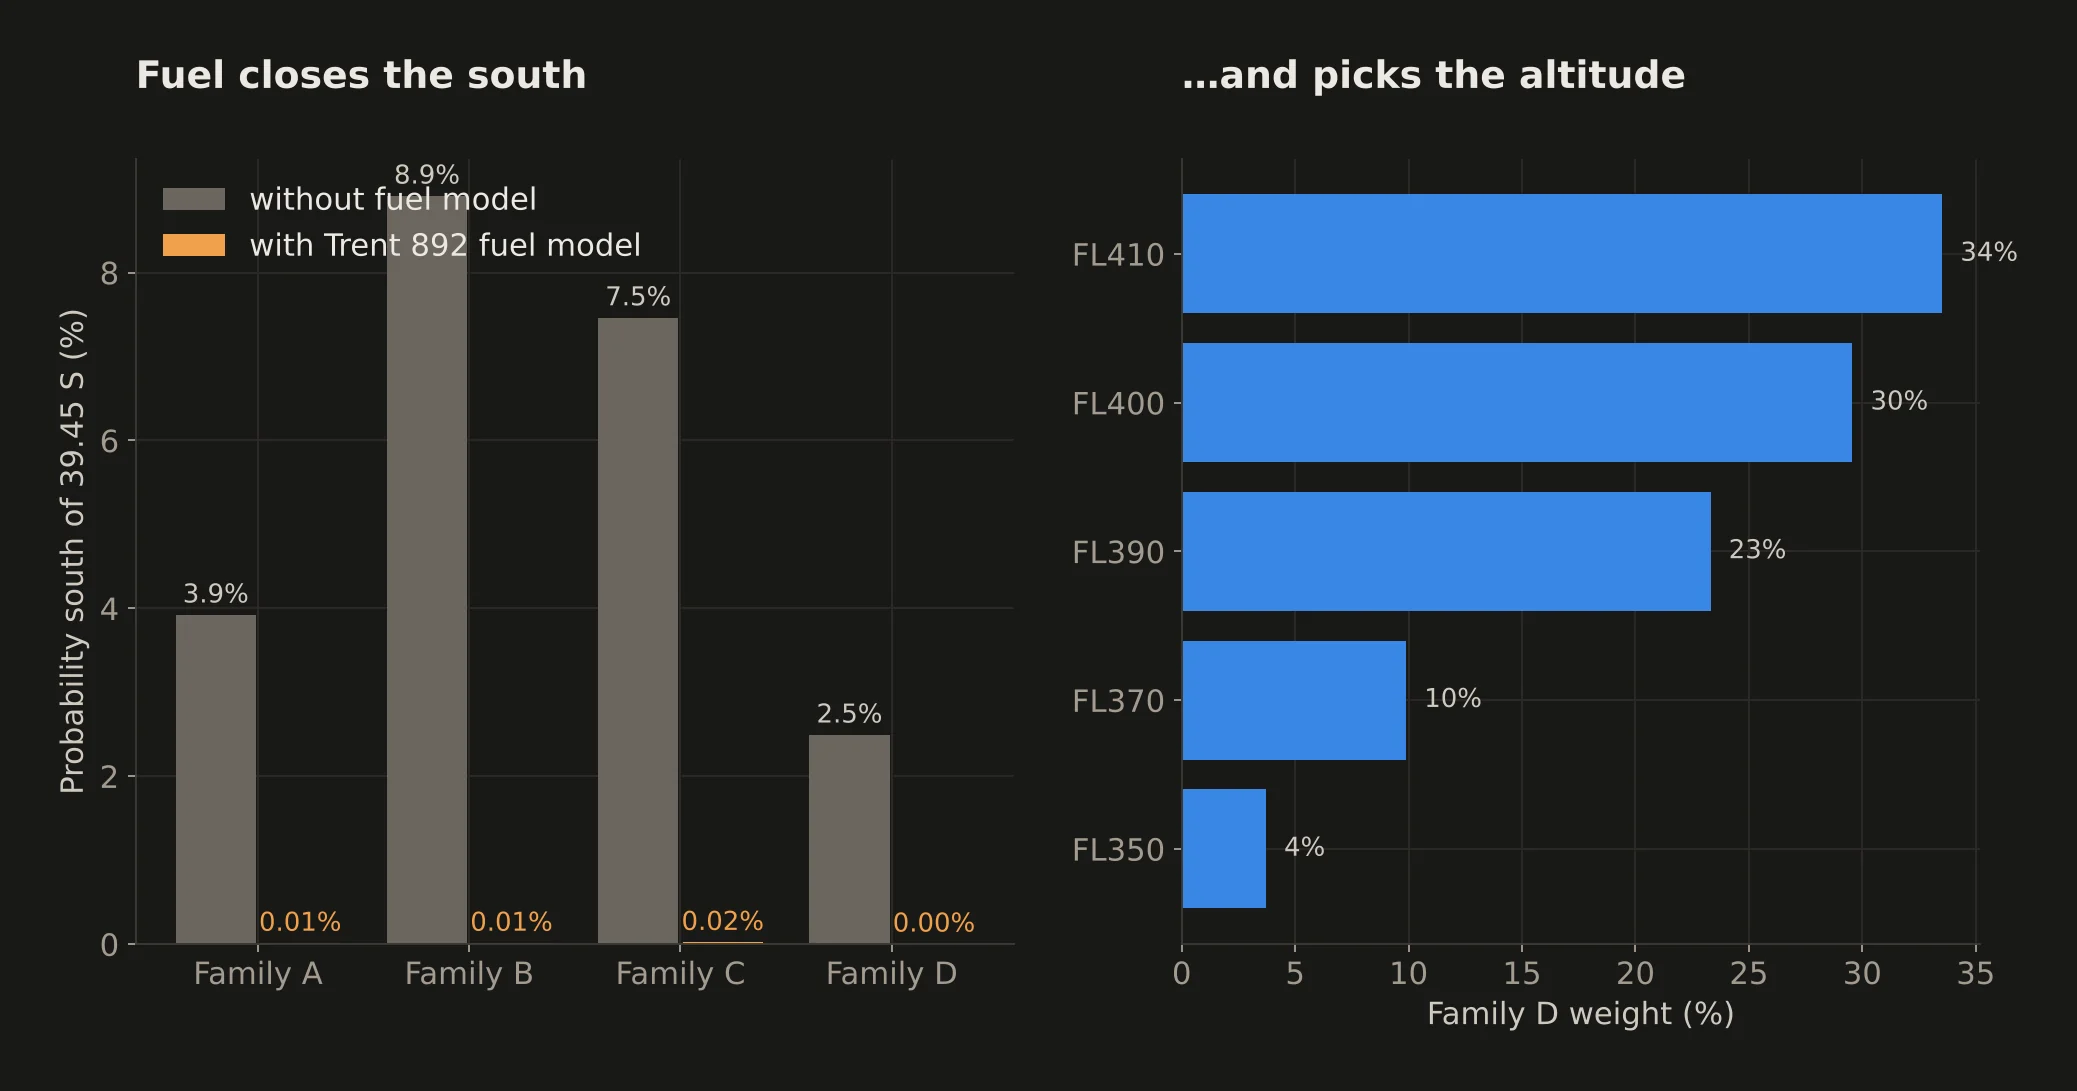 Fuel closes the south
8.9%
without fuel model
with Trent 892 fuel model
7.5%
3.9%
2.5%
0.01%
0.01%
0.02%
0.00%
Probability south of 39.45 S (%)
8
6
4
2
0
Family A
Family B
Family C
Family D
...and picks the altitude
FL410
34%
FL400
30%
FL390
23%
FL370
10%
FL350
4%
0
5
10
15
20
25
30
35
Family D weight (%)